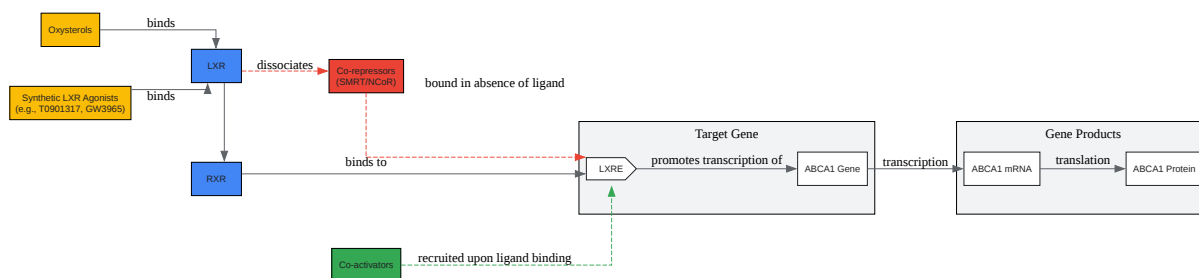 Oxysterols
binds
LXR
dissociates
Co-repressors
(SMRT/NCoR)
bound in absence of ligand
Synthetic LXR Agonists
(e.g., T0901317, GW3965)
binds
Target Gene
Gene Products
RXR
binds to
LXRE
promotes transcription of
ABCA1 Gene
transcription
ABCA1 mRNA
translation
ABCA1 Protein
Co-activators
recruited upon ligand binding